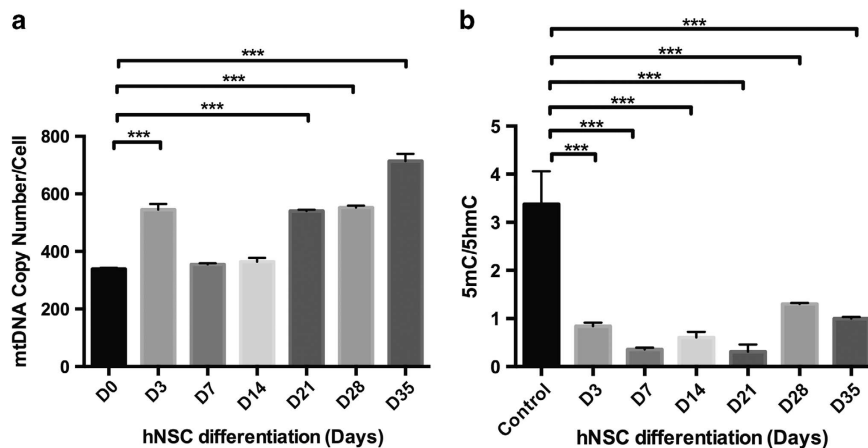 a
***
***
***
***
mtDNA Copy Number/Cell
800
600
400
200
0
D0 D3 D7 D14 D21 D28 D35
hNSC differentiation (Days)
b
***
***
***
***
***
***
5mC/5hmC
5
4
3
2
1
0
Control D3 D7 D14 D21 D28 D35
hNSC differentiation (Days)